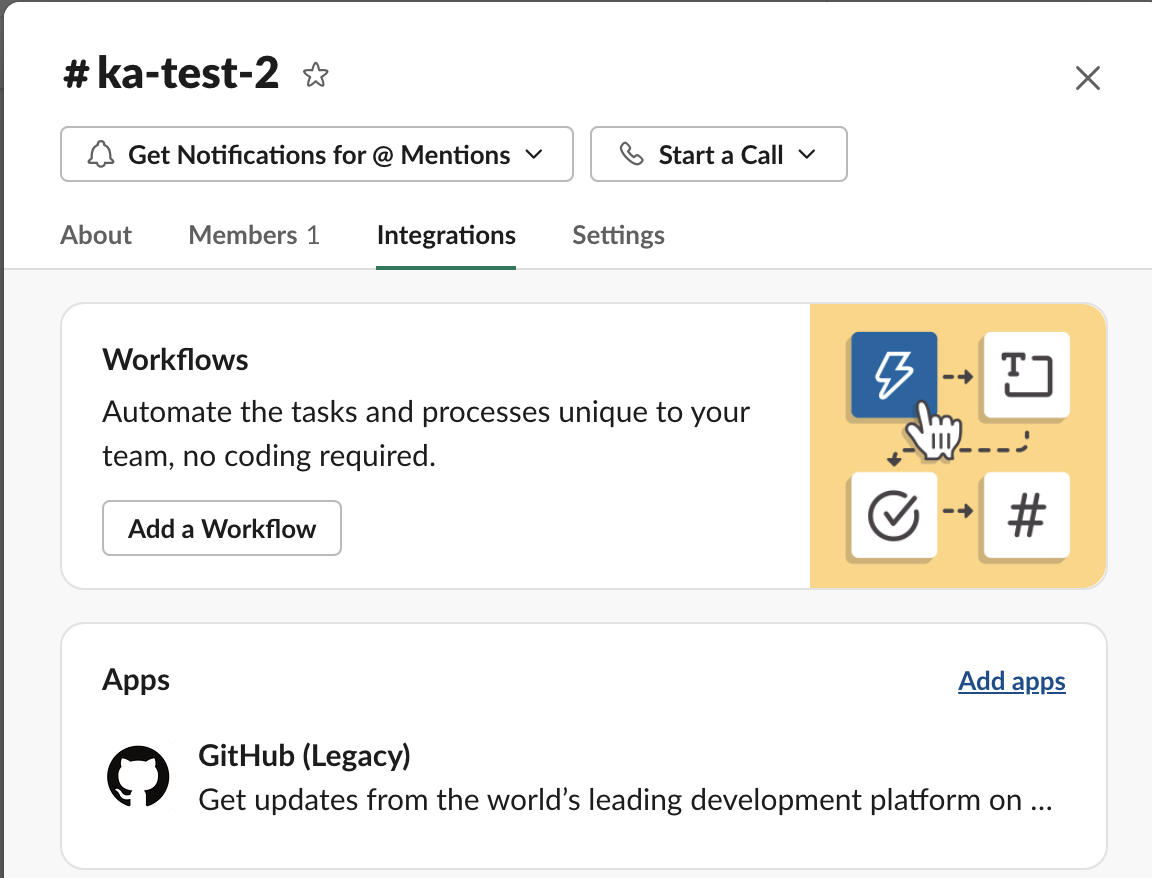 # ka-test-2
Get Notifications for @ Mentions
Start a Call
About
Members 1
Integrations
Settings
Workflows
Automate the tasks and processes unique to your
team, no coding required.
Add a Workflow
T
#
Apps
Add apps
GitHub (Legacy)
Get updates from the world’s leading development platform on ...